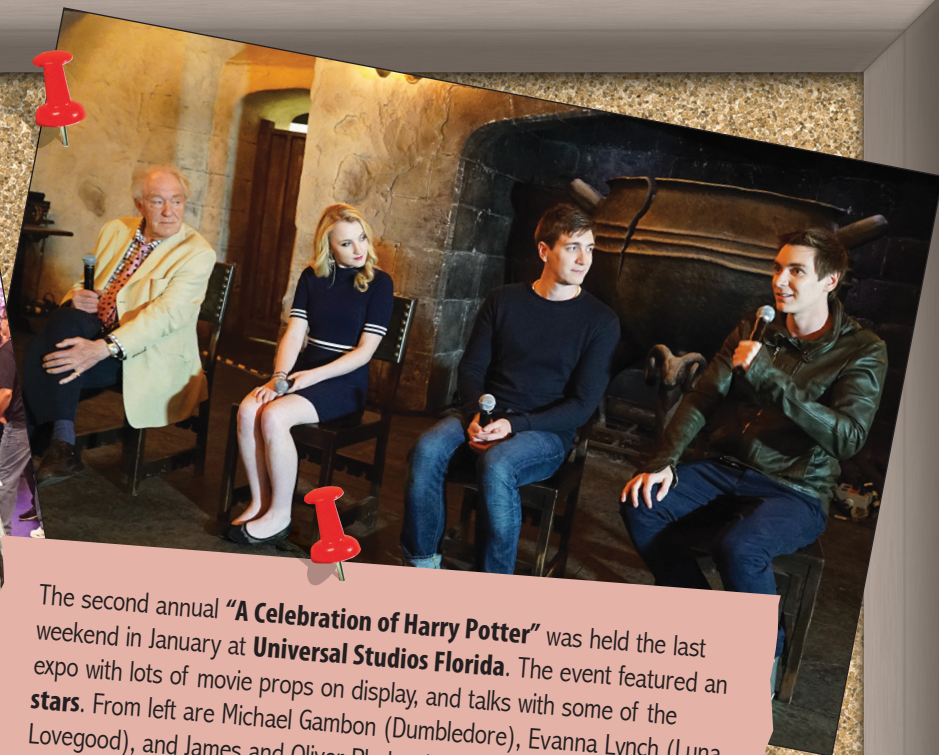 The second annual “A Celebration of Harry Potter” was held the last
weekend in January at Universal Studios Florida. The event featured an
expo with lots of movie props on display, and talks with some of the
stars. From left are Michael Gambon (Dumbledore), Evanna Lynch (Luna
Lovegood), and James and Oliver